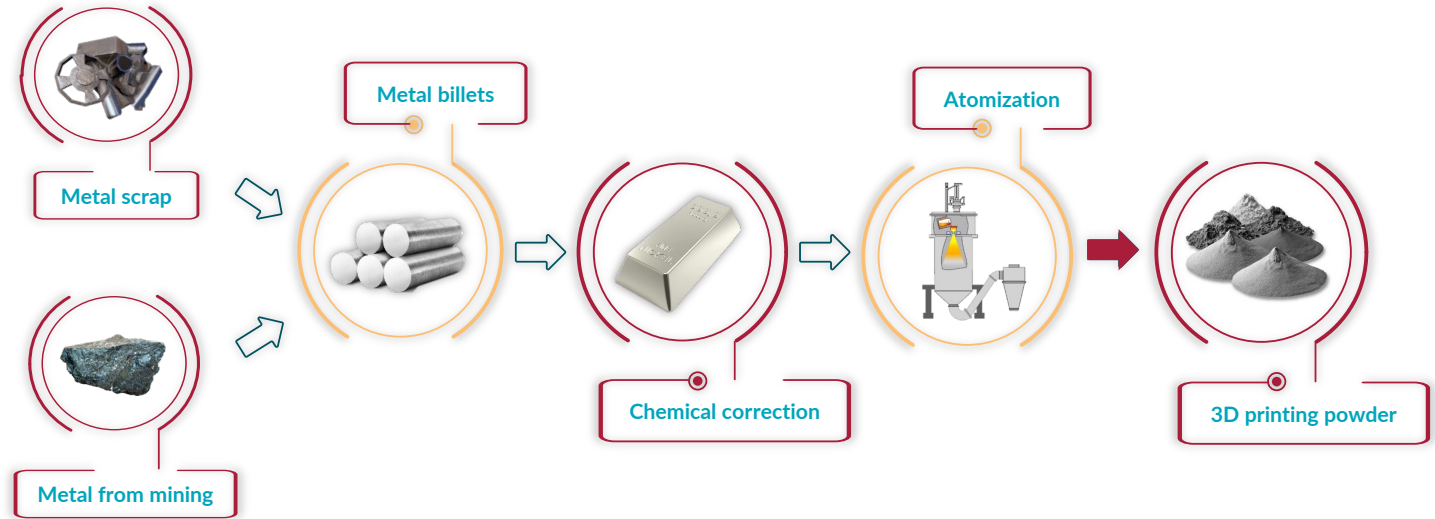 Metal scrap
Metal from mining
Metal billets
Chemical correction
Atomization
3D printing powder